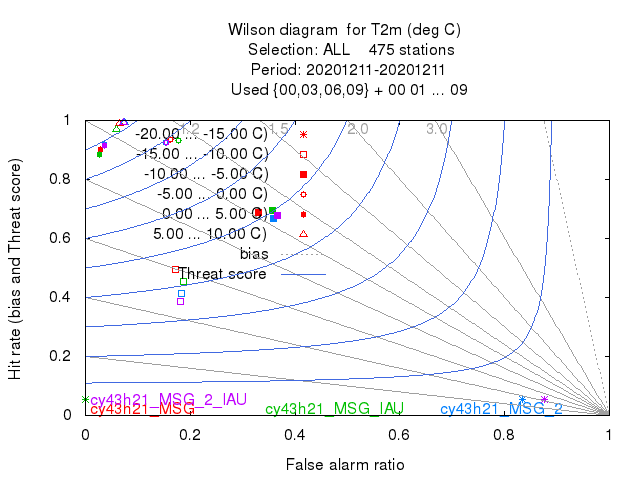 Wilson diagram  for T2m (deg C)
Selection: ALL    475 stations
Period: 20201211-20201211
Used {00,03,06,09} + 00 01 ... 09
Hit rate (bias and Threat score)
1
0.8
0.6
0.4
0.2
0
1.2
1.5
2.0
3.0
-20.00 ... -15.00 C)
-15.00 ... -10.00 C)
-10.00 ... -5.00 C)
-5.00 ... 0.00 C)
0.00 ... 5.00 C)
5.00 ... 10.00 C)
bias
Threat score
cy43h21_MSG_2_IAU
cy43h21_MSG
cy43h21_MSG_IAU
cy43h21_MSG_2
0 0.2 0.4 0.6 0.8 1
False alarm ratio